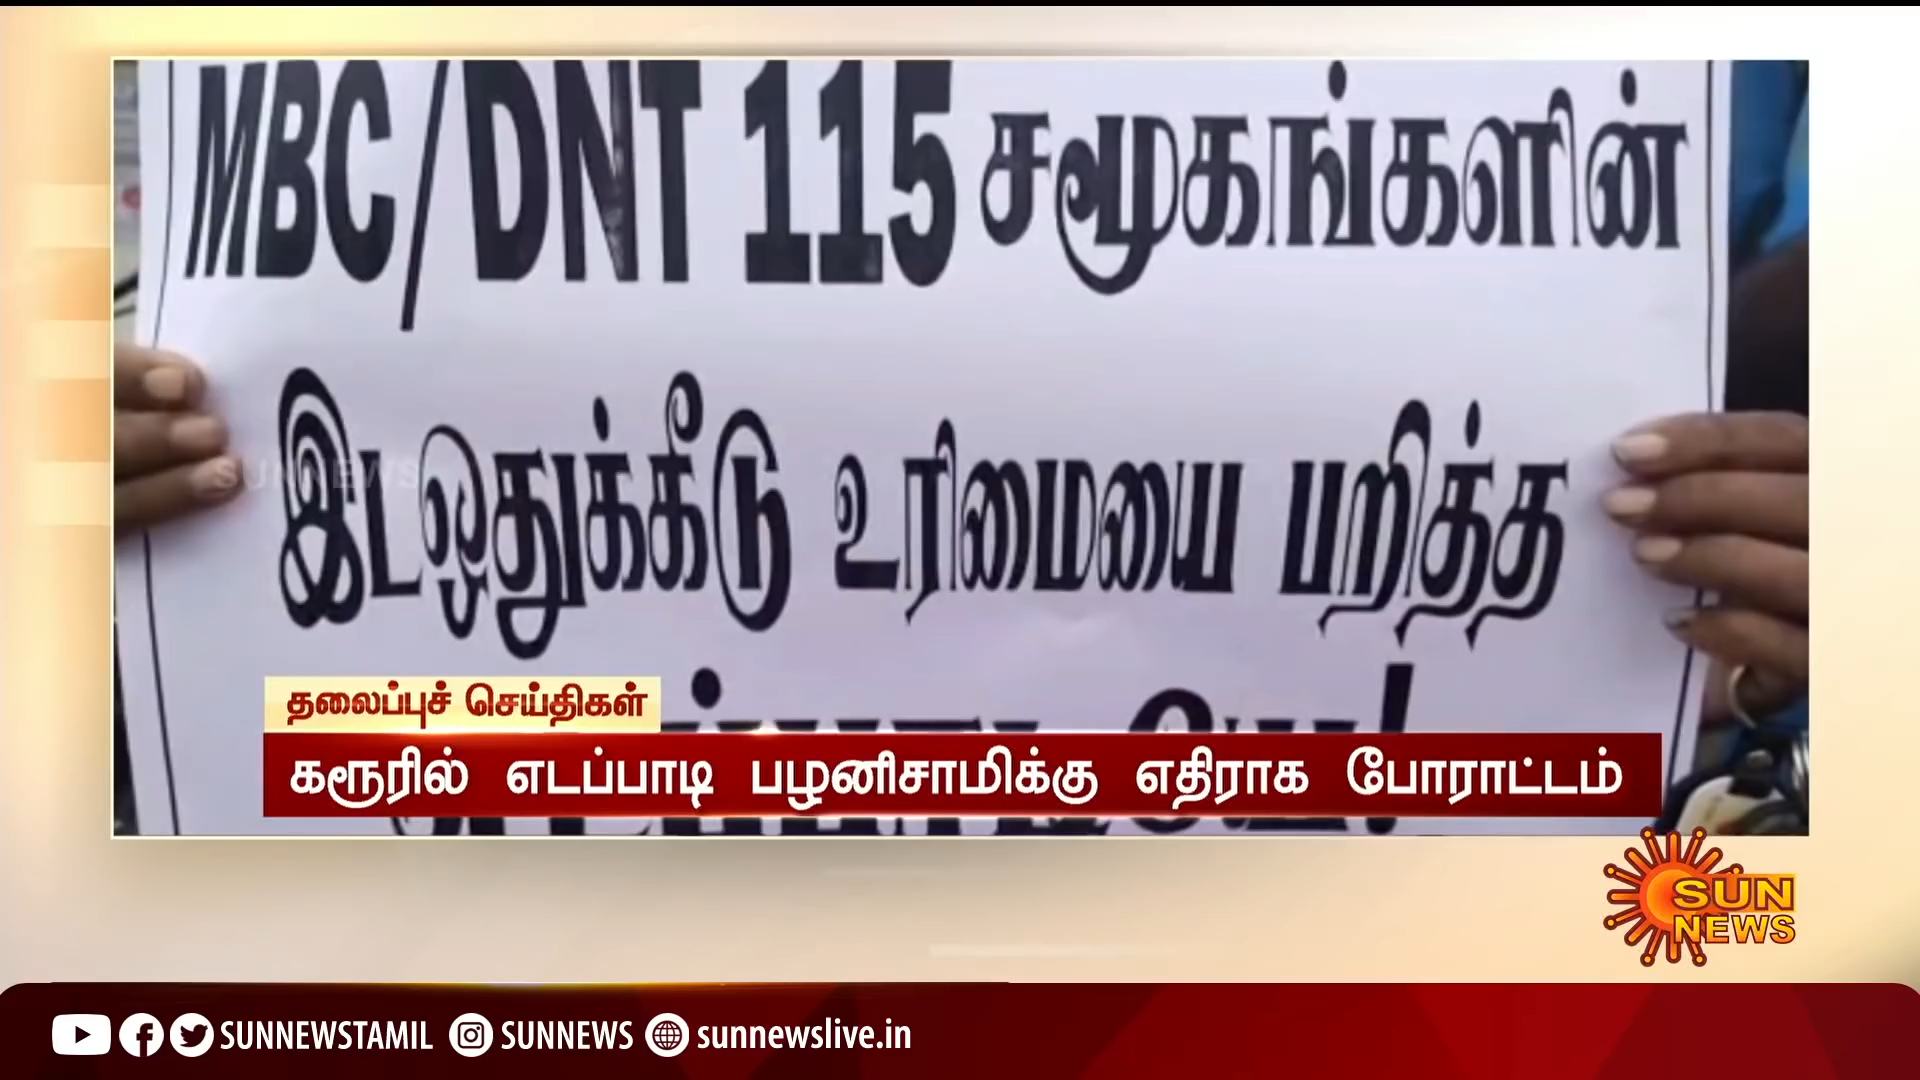 MBC/DNT 115 சமூகங்களின்
இடஒதுக்கீடு உரிமையை பறித்த
SUNNEWS
தலைப்புச் செய்திகள்
கரூரில் எடப்பாடி பழனிசாமிக்கு எதிராக போராட்டம்
SUN
NEWS
SUNNEWSTAMIL SUNNEWS sunnewslive.in